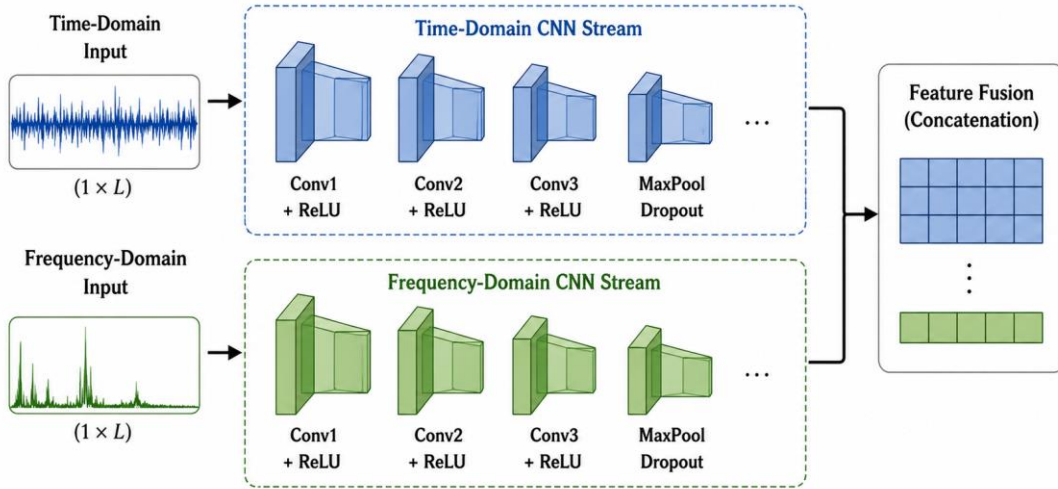 Time-Domain
Input
(1 × L)
Time-Domain CNN Stream
Conv1
+ ReLU
Conv2
+ ReLU
Conv3
+ ReLU
MaxPool
Dropout
...
Frequency-Domain
Input
(1 × L)
Frequency-Domain CNN Stream
Conv1
+ ReLU
Conv2
+ ReLU
Conv3
+ ReLU
MaxPool
Dropout
...
Feature Fusion
(Concatenation)